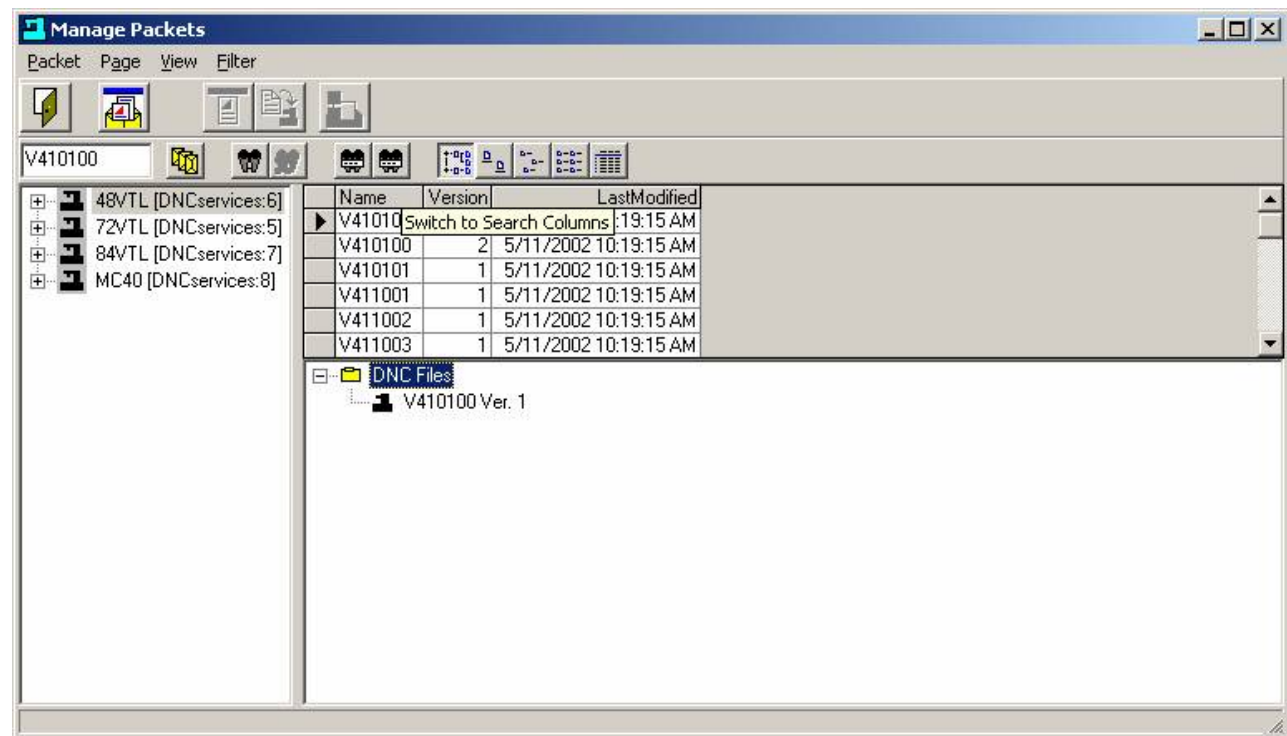 Manage Packets
Packet Page View Filter
V410100
48VTL [DNCservices:6]
72VTL [DNCservices:5]
84VTL [DNCservices:7]
MC40 [DNCservices:8]
Name Version LastModified
V41010 Switch to Search Columns :19:15 AM
V410100 2 5/11/2002 10:19:15 AM
V410101 1 5/11/2002 10:19:15 AM
V411001 1 5/11/2002 10:19:15 AM
V411002 1 5/11/2002 10:19:15 AM
V411003 1 5/11/2002 10:19:15 AM
DNC Files
V410100 Ver. 1